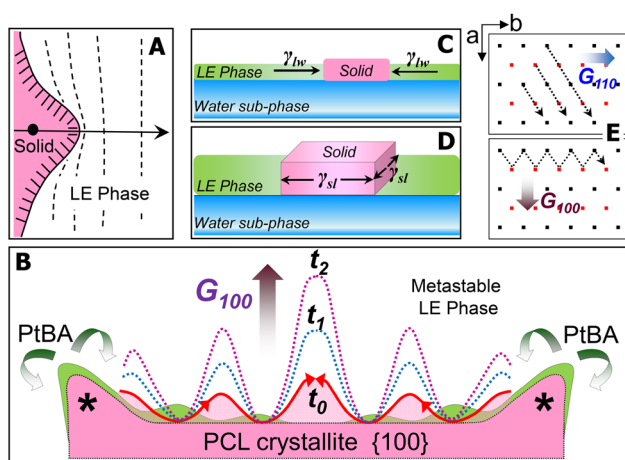 A
Solid
LE Phase
C
γlw
γlw
LE Phase
Solid
Water sub-phase
D
Solid
LE Phase
γsl
γsl
Water sub-phase
a
b
G110
E
G100
B
G100
t2
t1
t0
Metastable
LE Phase
PtBA
PtBA
*
*
PCL crystallite {100}